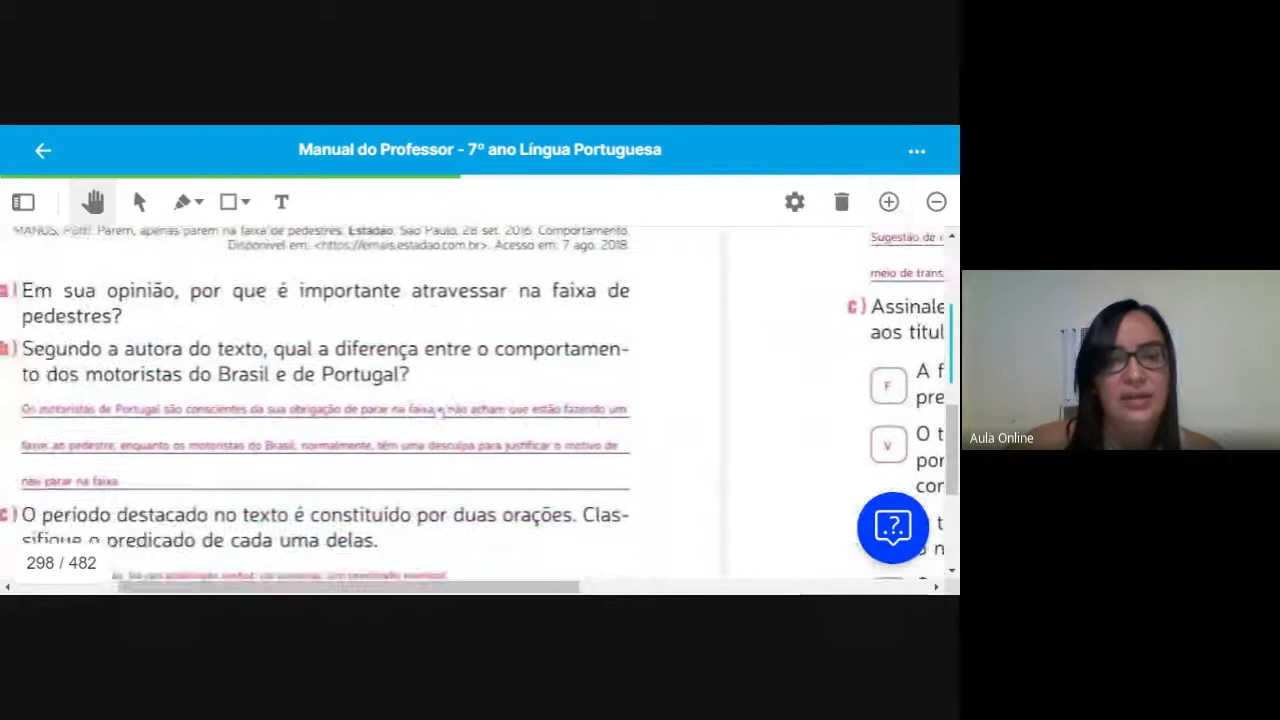 Manual do Professor - 7º ano Língua Portuguesa
T
MANUS, Ruth. Parem, apenas parem na faixa de pedestres. Estadão. São Paulo, 28 set. 2016. Comportamento.
Disponível em: <https://emais.estadao.com.br>. Acesso em: 7 ago. 2018.
a) Em sua opinião, por que é importante atravessar na faixa de
pedestres?
b) Segundo a autora do texto, qual a diferença entre o comportamen-
to dos motoristas do Brasil e de Portugal?
Os motoristas de Portugal são conscientes da sua obrigação de parar na faixa e não acham que estão fazendo um
favor ao pedestre, enquanto os motoristas do Brasil, normalmente, têm uma desculpa para justificar o motivo de
não parar na faixa.
c) O período destacado no texto é constituído por duas orações. Clas-
sifique o predicado de cada uma delas.
298 / 482
Sugestão de
meio de trans
c) Assinale
aos títul
F
A f
pre
V
O t
por
con
.?.
t
n
Aula Online